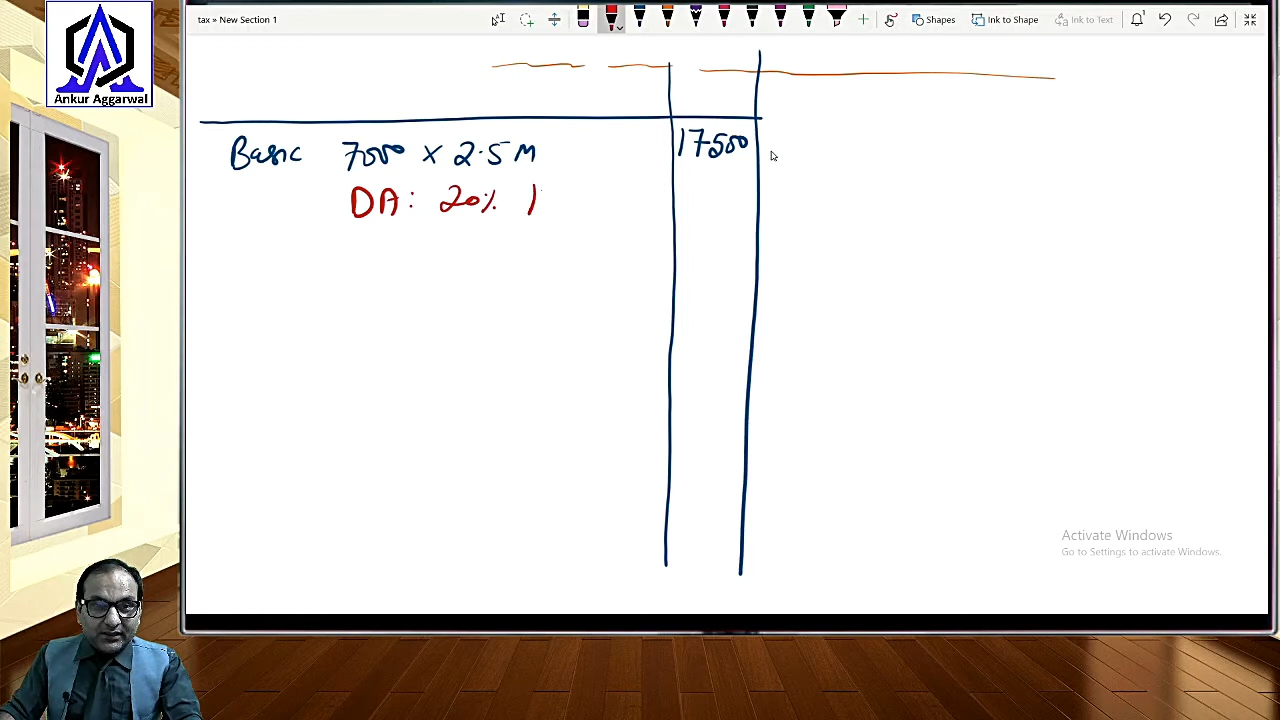 tax » New Section 1
Shapes
Ink to Shape
Ink to Text
Ankur Aggarwal
Basic 7000 × 2.5 M 17500
DA: 20%
Activate Windows
Go to Settings to activate Windows.